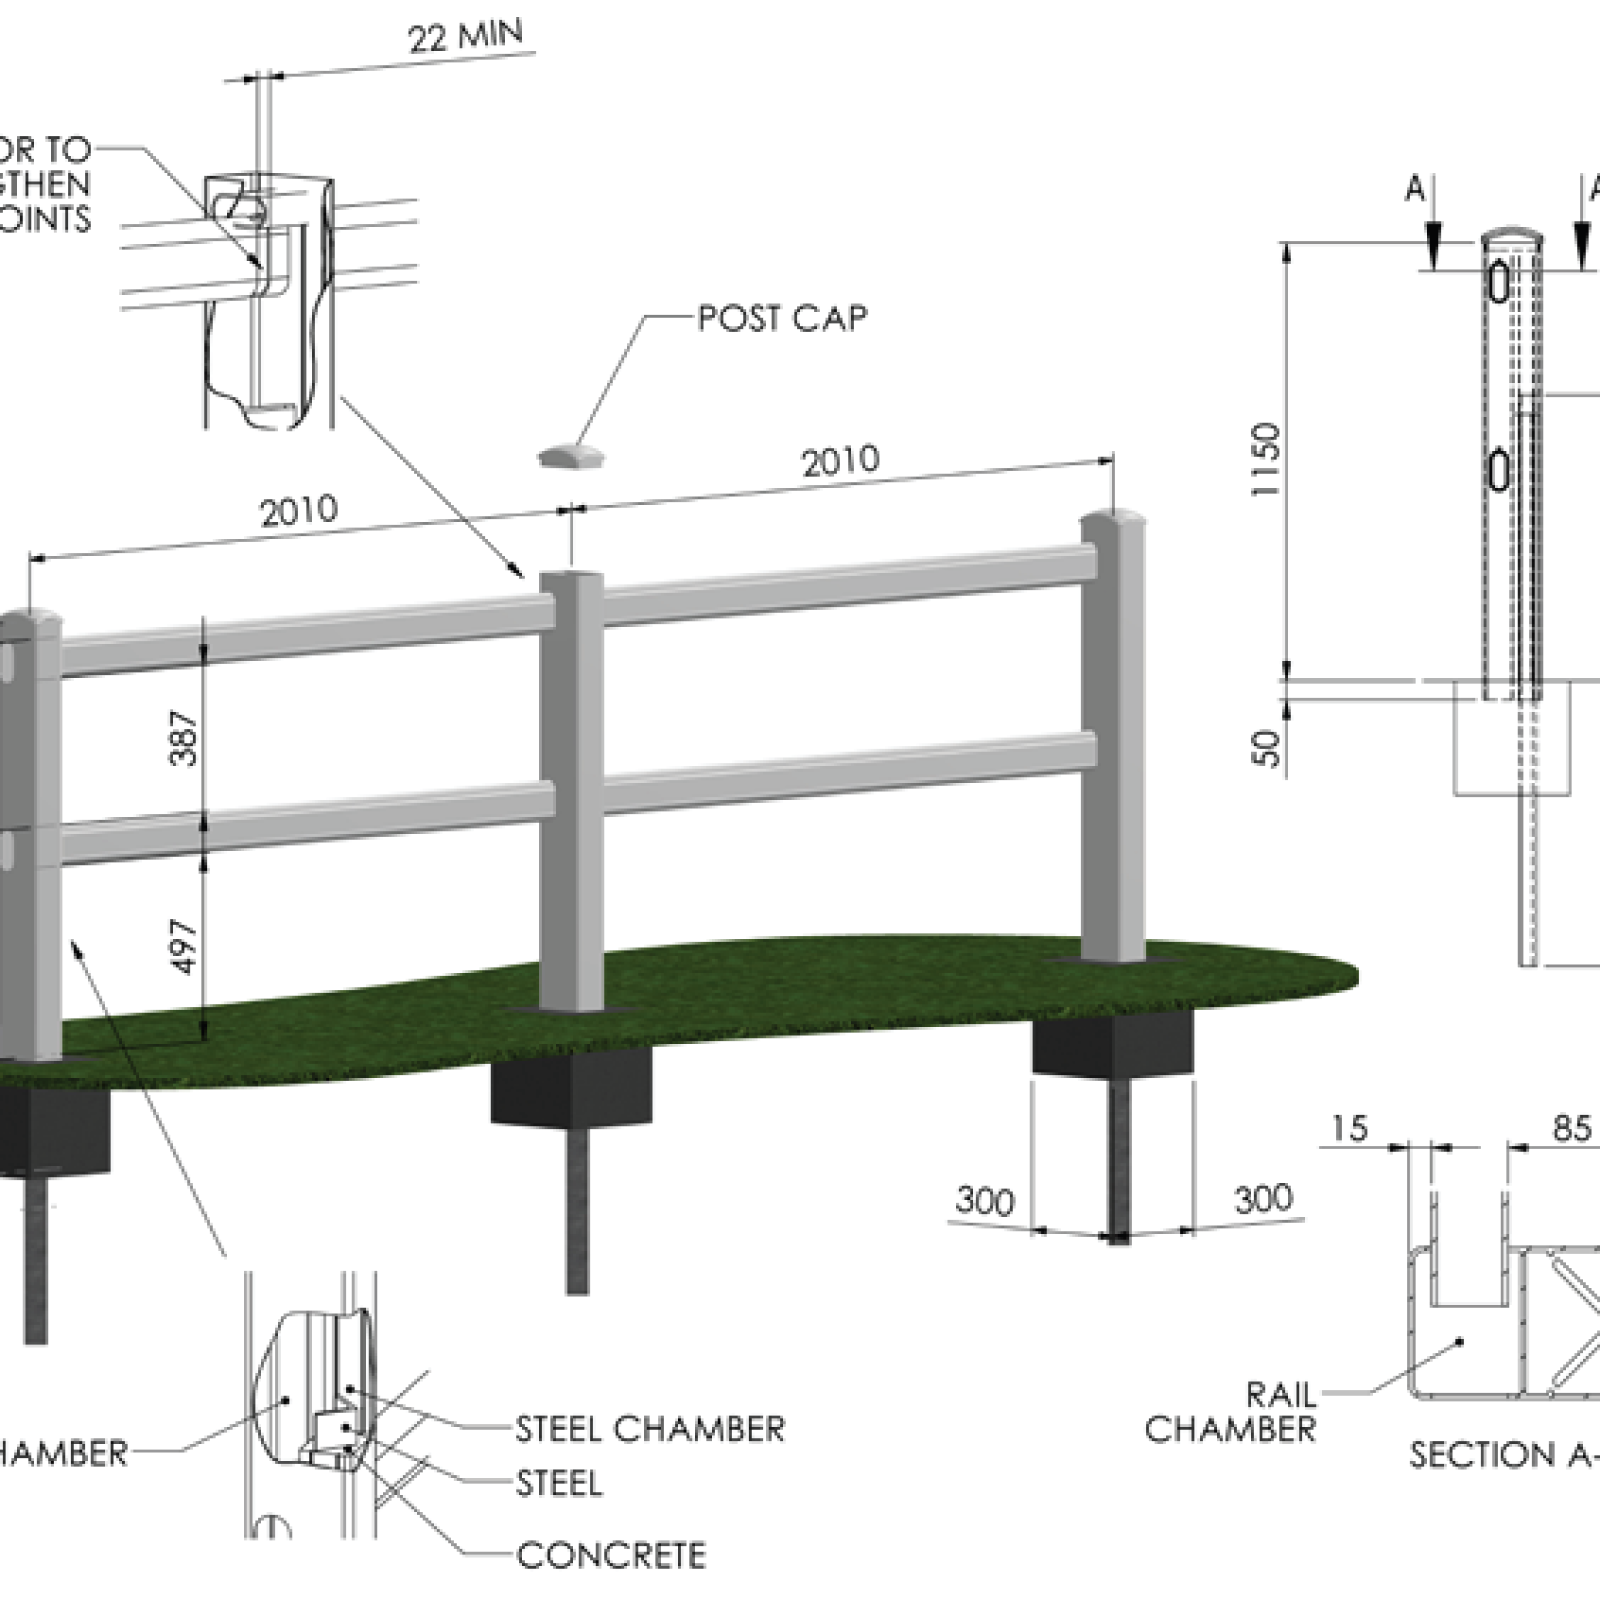 22 MIN
OR TO
GTHEN
OINTS
A
A
POST CAP
2010
2010
1150
387
50
497
15
85
300
300
RAIL
CHAMBER
STEEL CHAMBER
HAMBER
SECTION A-
STEEL
CONCRETE